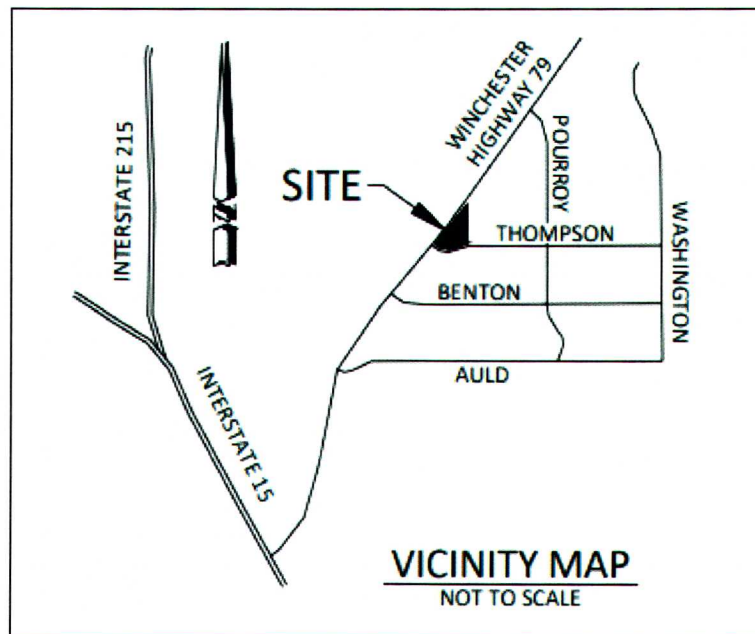 WINCHESTER
HIGHWAY 79
INTERSTATE 215
POURROY
SITE
THOMPSON
WASHINGTON
BENTON
AULD
INTERSTATE 15
VICINITY MAP
NOT TO SCALE